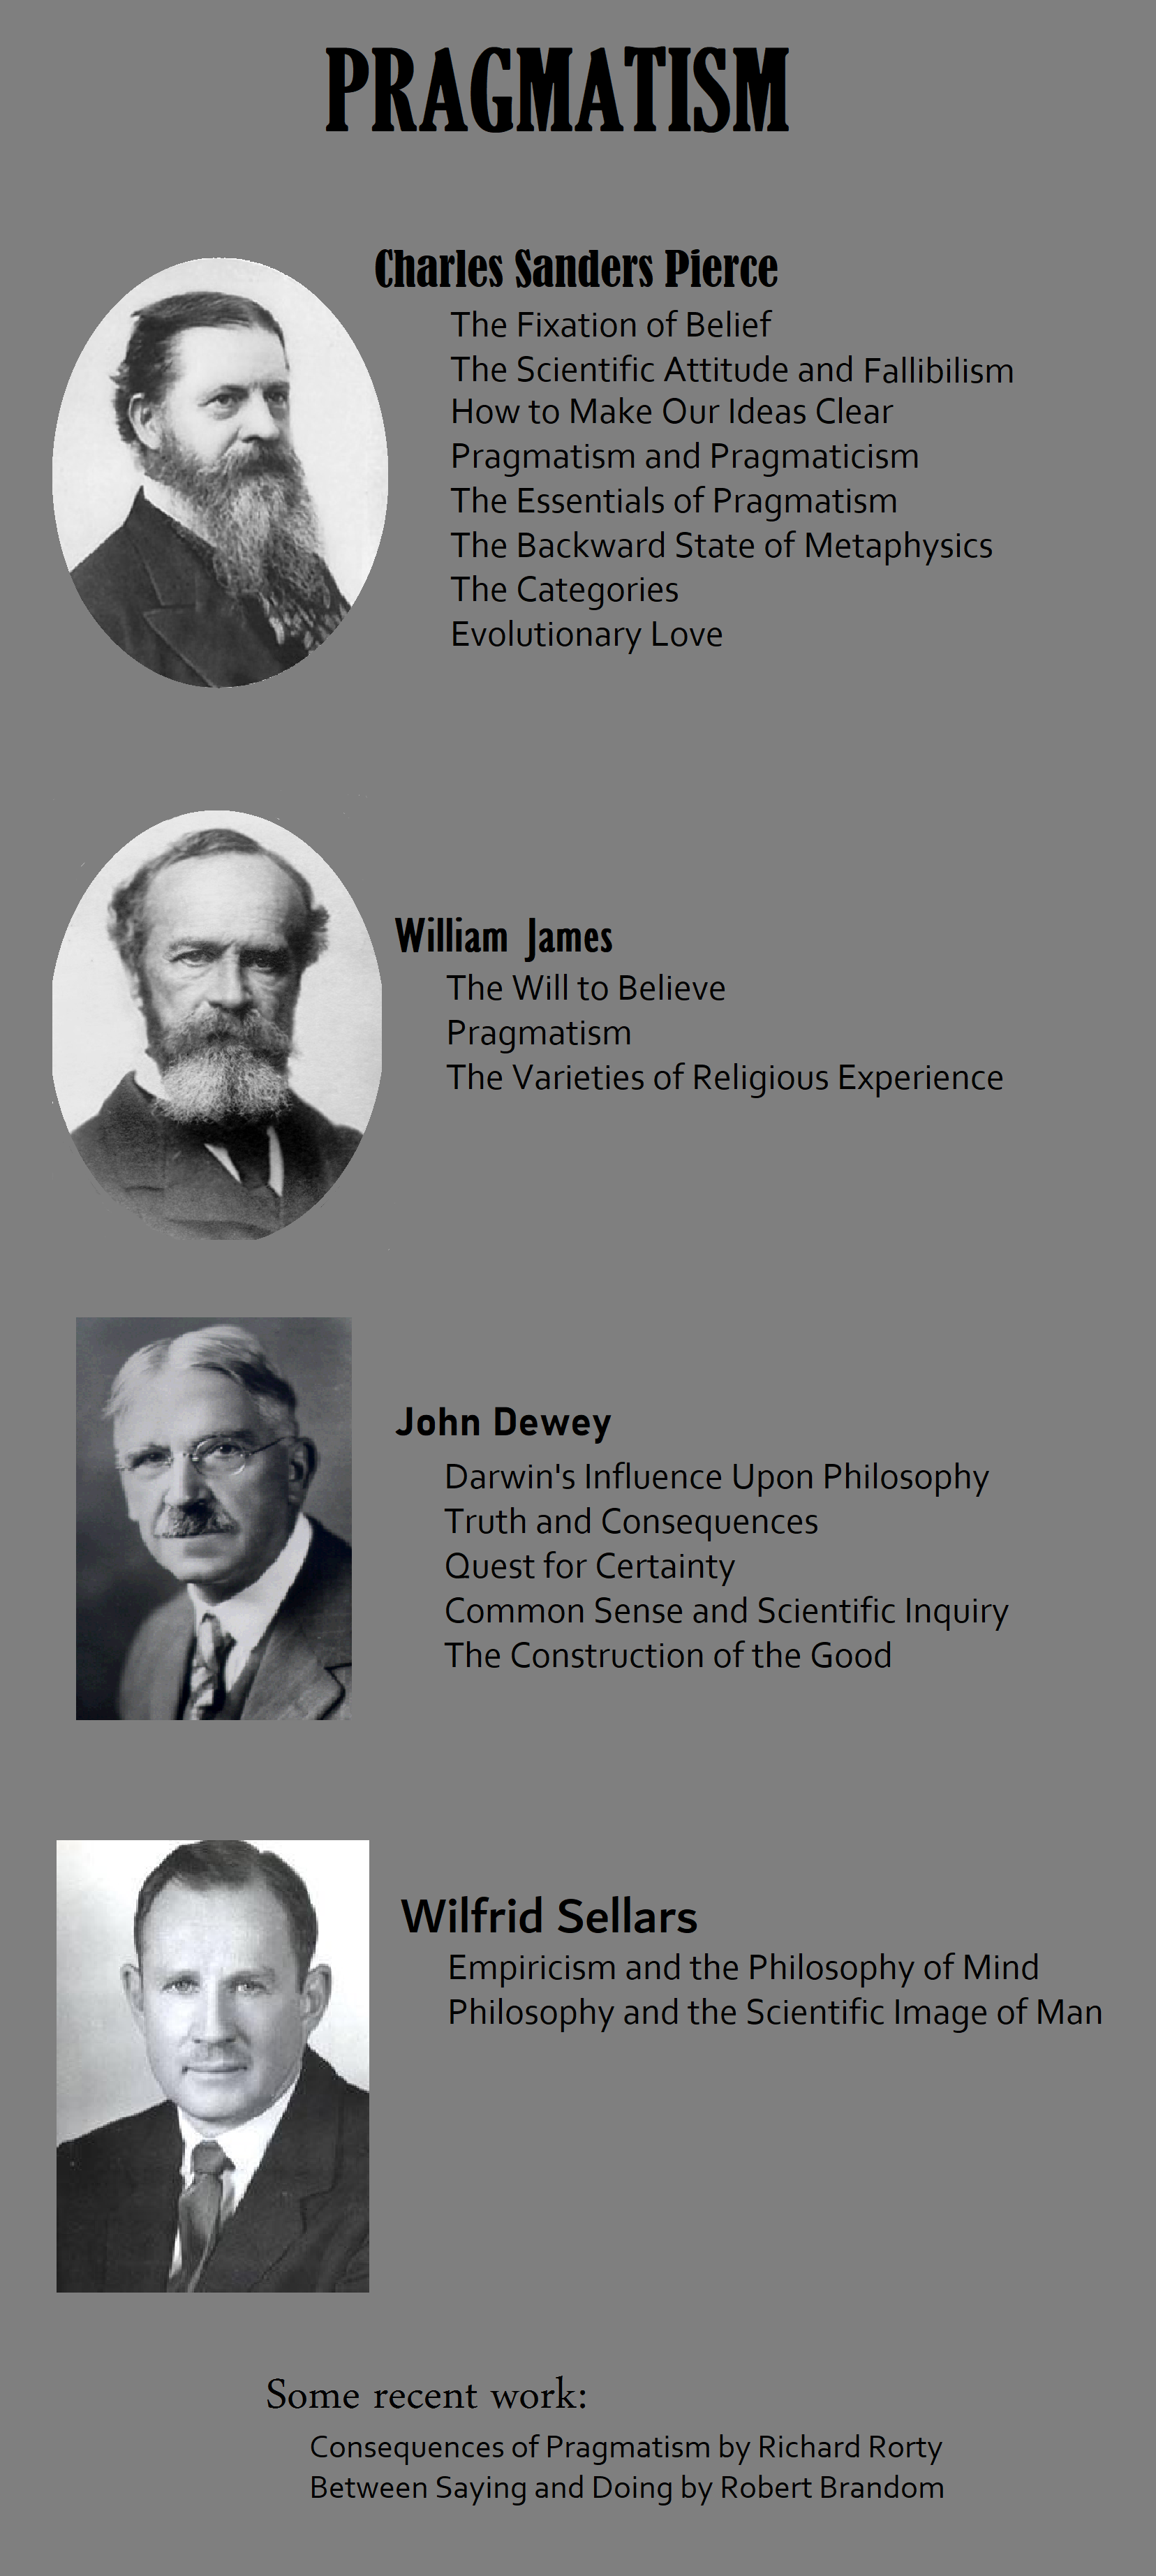 PRAGMATISM
Charles Sanders Pierce
The Fixation of Belief
The Scientific Attitude and Fallibilism
How to Make Our Ideas Clear
Pragmatism and Pragmaticism
The Essentials of Pragmatism
The Backward State of Metaphysics
The Categories
Evolutionary Love
William James
The Will to Believe
Pragmatism
The Varieties of Religious Experience
John Dewey
Darwin's Influence Upon Philosophy
Truth and Consequences
Quest for Certainty
Common Sense and Scientific Inquiry
The Construction of the Good
Wilfrid Sellars
Empiricism and the Philosophy of Mind
Philosophy and the Scientific Image of Man
Some recent work:
Consequences of Pragmatism by Richard Rorty
Between Saying and Doing by Robert Brandom